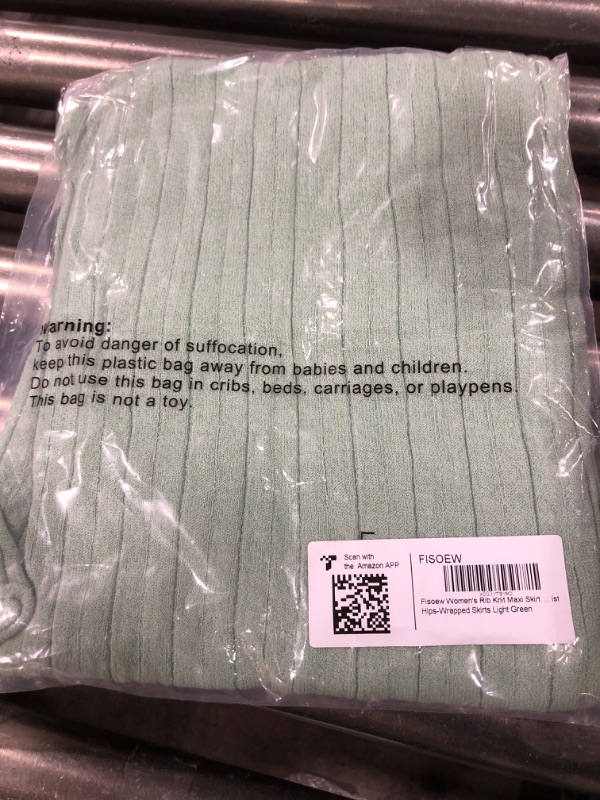 Warning:
To avoid danger of suffocation,
keep this plastic bag away from babies and children.
Do not use this bag in cribs, beds, carriages, or playpens.
This bag is not a toy.
Scan with
the Amazon APP
FISOEW
Fisoew Women's Rib Knit Maxi Skirt ... ist
Hips-Wrapped Skirts Light Green